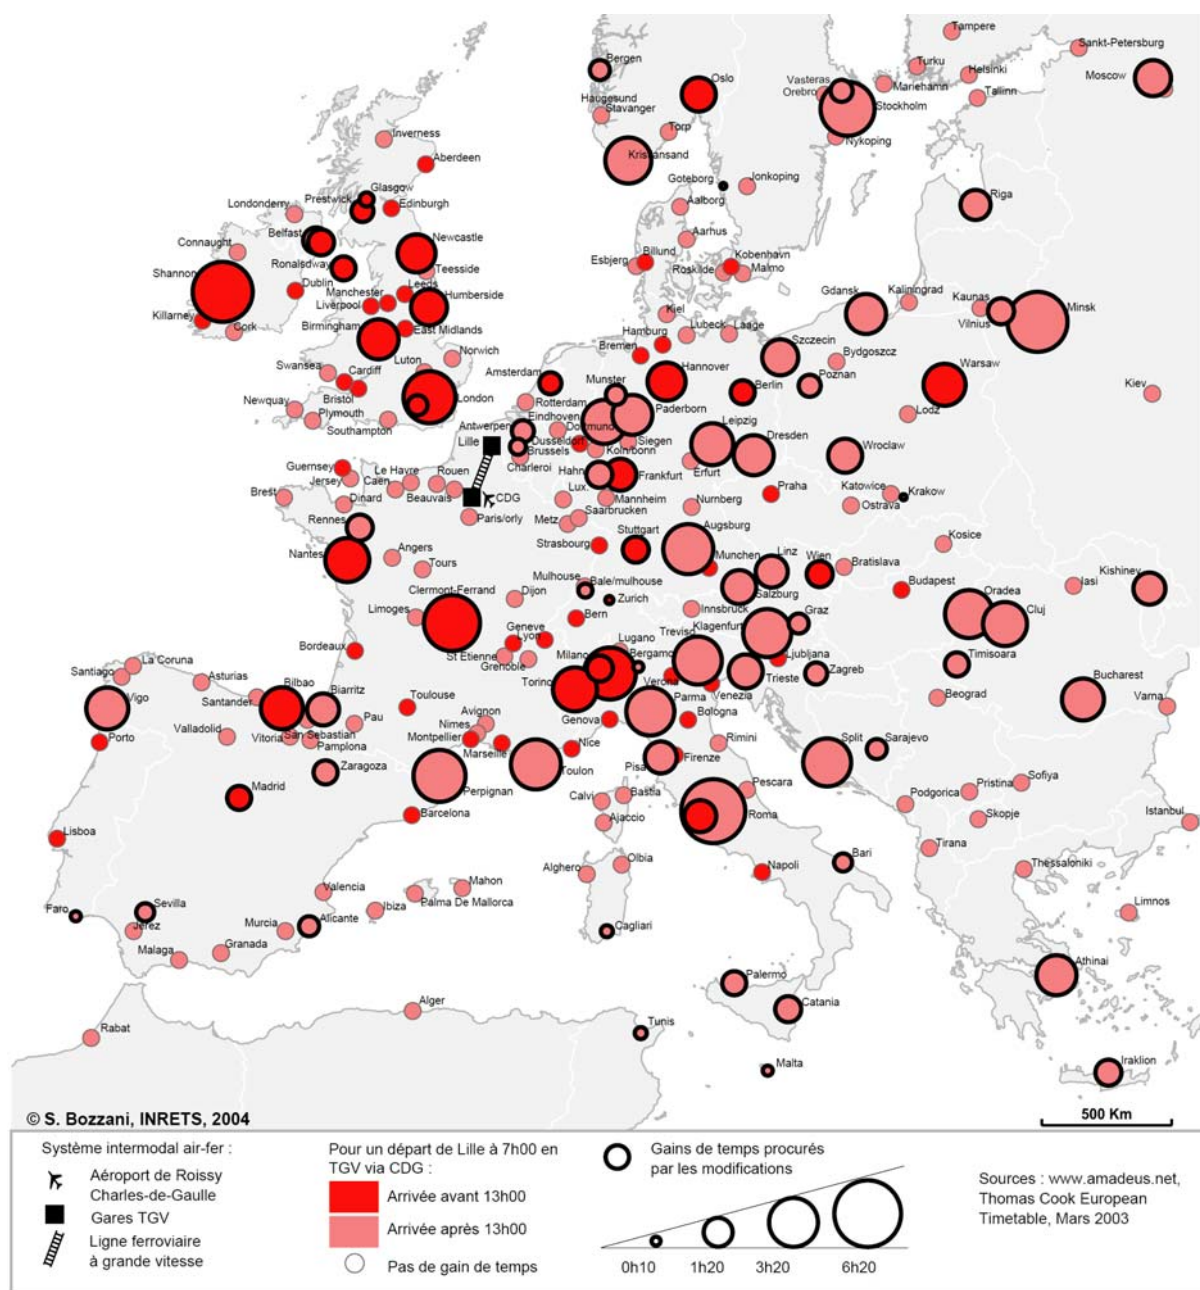 Tampere
Sankt-Petersburg
Bergen
Turku
Helsinki
Moscow
Oslo
Vasteras
Mariehamn
Orebro
Tallinn
Haugesund
Stockholm
Stavanger
Torp
Nykoping
Inverness
Kristiansand
Aberdeen
Goteborg
Jonkoping
Glasgow
Prestwick
Riga
Londonderry
Edinburgh
Aalborg
Belfast
Aarhus
Newcastle
Connaught
Billund
Kobenhavn
Ronalsdway
Esbjerg
Roskilde
Malmo
Shannon
Teesside
Dublin
Leeds
Manchester
Humberside
Gdansk
Kaliningrad
Kaunas
Minsk
Liverpool
Killarney
Kiel
Vilnius
Cork
Birmingham
East Midlands
Hamburg
Lubeck
Laage
Bremen
Szczecin
Norwich
Bydgoszcz
Luton
Swansea
Hannover
Warsaw
Cardiff
Amsterdam
Munster
Berlin
Poznan
Kiev
Bristol
London
Rotterdam
Paderborn
Newquay
Plymouth
Eindhoven
Lodz
Leipzig
Southampton
Antwerpen
Dortmund
Dresden
Lille
Dusseldorf
Siegen
Wroclaw
Brussels
Koln/bonn
Guernsey
Le Havre
Rouen
Charleroi
Hahn
Frankfurt
Erfurt
Jersey
Caen
Praha
Katowice
Krakow
Brest
Dinard
Beauvais
CDG
Lux.
Mannheim
Nurnberg
Ostrava
Paris/orly
Saarbrucken
Rennes
Metz
Augsburg
Stuttgart
Strasbourg
Kosice
Nantes
Angers
Munchen
Linz
Wien
Bratislava
Tours
Mulhouse
Bale/mulhouse
Salzburg
Budapest
Iasi
Kishiney
Clermont-Ferrand
Dijon
Zurich
Oradea
Limoges
Bern
Innsbruck
Graz
Cluj
Klagenfurt
Geneve
Treviso
Lyon
Lugano
Bordeaux
St Etienne
Milano
Bergamo
Ljubljana
Timisoara
Grenoble
La Coruna
Santiago
Trieste
Zagreb
Asturias
Torino
Verona
Bucharest
Bilbao
Toulouse
Parma
Venezia
Beograd
Varna
Santander
Biarritz
Vigo
Avignon
Genova
Bologna
Valladolid
Pau
Nimes
Porto
Vitoria
San Sebastian
Montpellier
Nice
Rimini
Split
Sarajevo
Pamplona
Marseille
Firenze
Zaragoza
Pisa
Toulon
Sofiya
Madrid
Perpignan
Pescara
Pristina
Calvi
Bastia
Podgorica
Barcelona
Roma
Skopje
Istanbul
Ajaccio
Lisboa
Tirana
Bari
Olbia
Thessaloniki
Alghero
Napoli
Mahon
Valencia
Palma De Mallorca
Faro
Sevilla
Ibiza
Limnos
Jerez
Murcia
Alicante
Cagliari
Malaga
Granada
Athinai
Palermo
Alger
Catania
Rabat
Tunis
Malta
Iraklion
© S. Bozzani, INRETS, 2004
500 Km
Système intermodal air-fer :
Aéroport de Roissy
Charles-de-Gaulle
Gares TGV
Ligne ferroviaire
à grande vitesse
Pour un départ de Lille à 7h00 en
TGV via CDG :
Arrivée avant 13h00
Arrivée après 13h00
Pas de gain de temps
Gains de temps procurés
par les modifications
0h10
1h20
3h20
6h20
Sources : www.amadeus.net,
Thomas Cook European
Timetable, Mars 2003